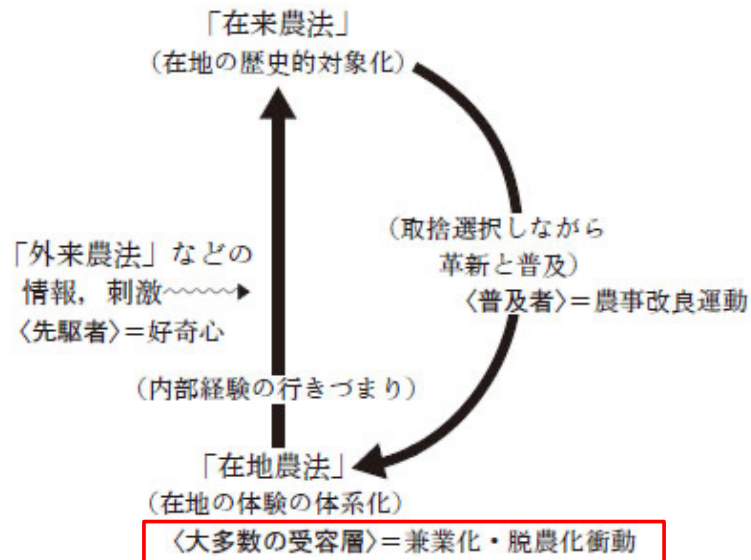 「在来農法」
(在地の歴史的対象化)
(取捨選択しながら
革新と普及)
〈普及者〉＝農事改良運動
「外来農法」などの
情報，刺激
〈先駆者〉＝好奇心
(内部経験の行きづまり)
「在地農法」
(在地の体験の体系化)
〈大多数の受容層〉＝兼業化・脱農化衝動